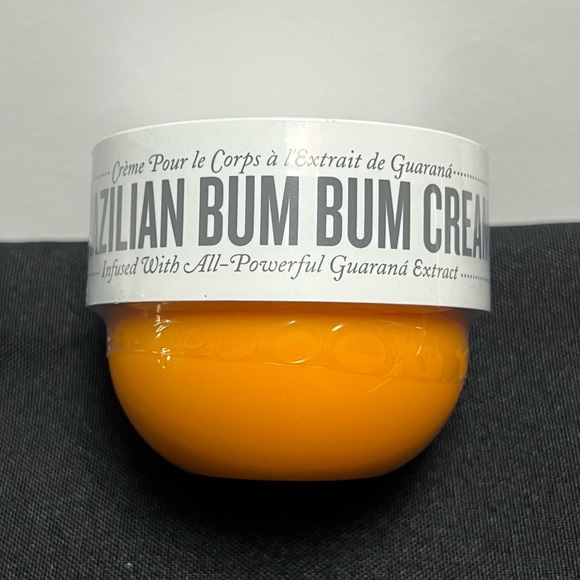 Crème Pour le Corps à l'Extrait de Guaraná
AZILIAN BUM BUM CREA
Infused With All-Powerful Guaraná Extract